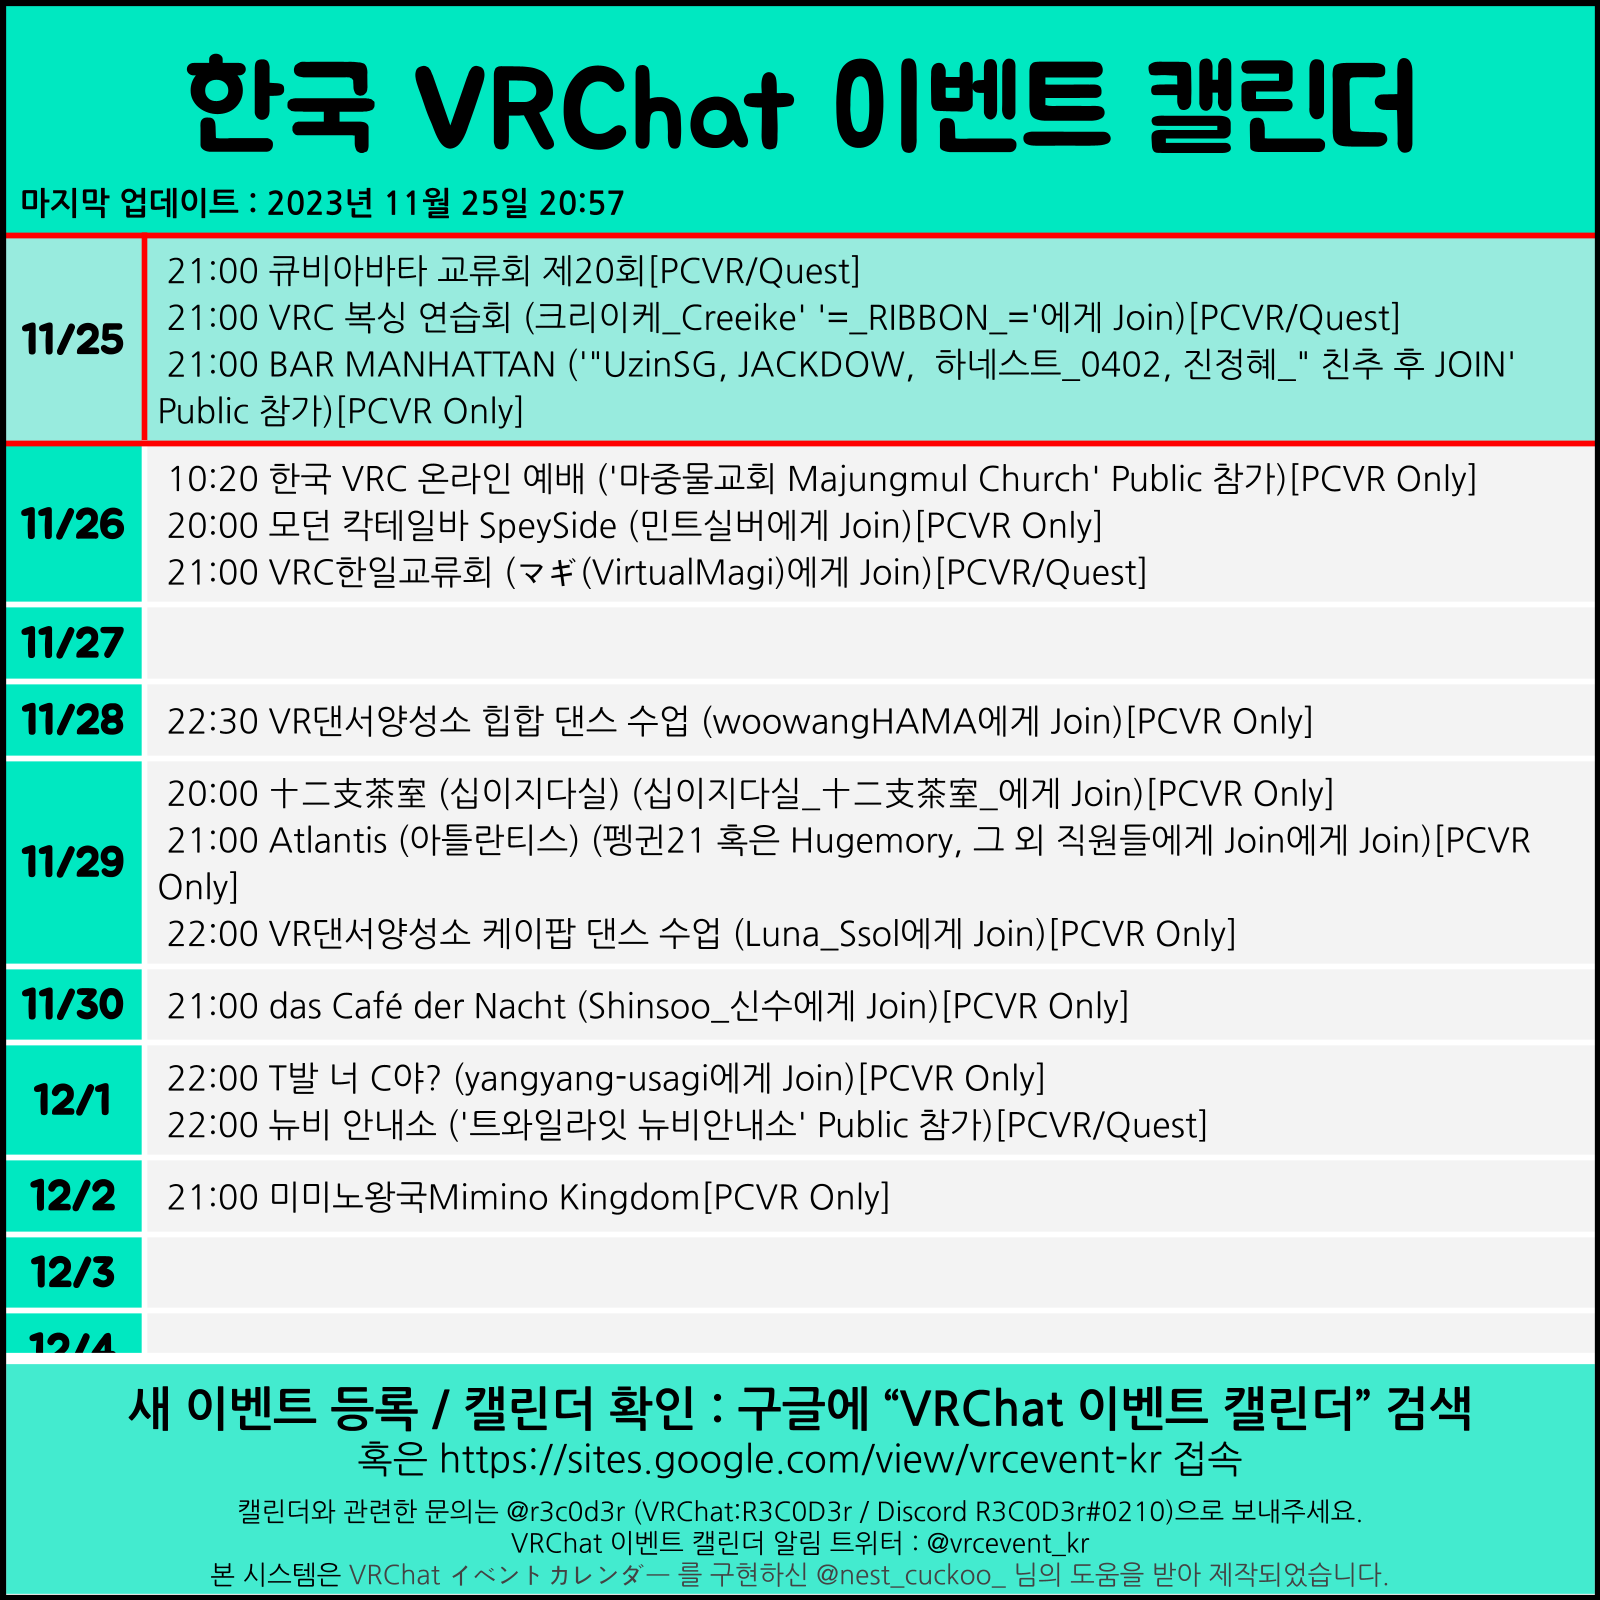 한국 VRChat 이벤트 캘린더
마지막 업데이트 : 2023년 11월 25일 20:57
11/25
21:00 큐비아바타 교류회 제20회[PCVR/Quest]
21:00 VRC 복싱 연습회 (크리이케_Creeike' '=_RIBBON_='에게 Join)[PCVR/Quest]
21:00 BAR MANHATTAN ('"UzinSG, JACKDOW,  하네스트_0402, 진정혜_" 친추 후 JOIN'
Public 참가)[PCVR Only]
11/26
10:20 한국 VRC 온라인 예배 ('마중물교회 Majungmul Church' Public 참가)[PCVR Only]
20:00 모던 칵테일바 SpeySide (민트실버에게 Join)[PCVR Only]
21:00 VRC한일교류회 (マギ(VirtualMagi)에게 Join)[PCVR/Quest]
11/27
11/28
22:30 VR댄서양성소 힙합 댄스 수업 (woowangHAMA에게 Join)[PCVR Only]
11/29
20:00 十二支茶室 (십이지다실) (십이지다실_十二支茶室_에게 Join)[PCVR Only]
21:00 Atlantis (아틀란티스) (펭귄21 혹은 Hugemory, 그 외 직원들에게 Join에게 Join)[PCVR
Only]
22:00 VR댄서양성소 케이팝 댄스 수업 (Luna_Ssol에게 Join)[PCVR Only]
11/30
21:00 das Café der Nacht (Shinsoo_신수에게 Join)[PCVR Only]
12/1
22:00 T발 너 C야? (yangyang-usagi에게 Join)[PCVR Only]
22:00 뉴비 안내소 ('트와일라잇 뉴비안내소' Public 참가)[PCVR/Quest]
12/2
21:00 미미노왕국Mimino Kingdom[PCVR Only]
12/3
12/4
새 이벤트 등록 / 캘린더 확인 : 구글에 “VRChat 이벤트 캘린더” 검색
혹은 https://sites.google.com/view/vrcevent-kr 접속
캘린더와 관련한 문의는 @r3c0d3r (VRChat:R3C0D3r / Discord R3C0D3r#0210)으로 보내주세요.
VRChat 이벤트 캘린더 알림 트위터 : @vrcevent_kr
본 시스템은 VRChat イベントカレンダー 를 구현하신 @nest_cuckoo_ 님의 도움을 받아 제작되었습니다.